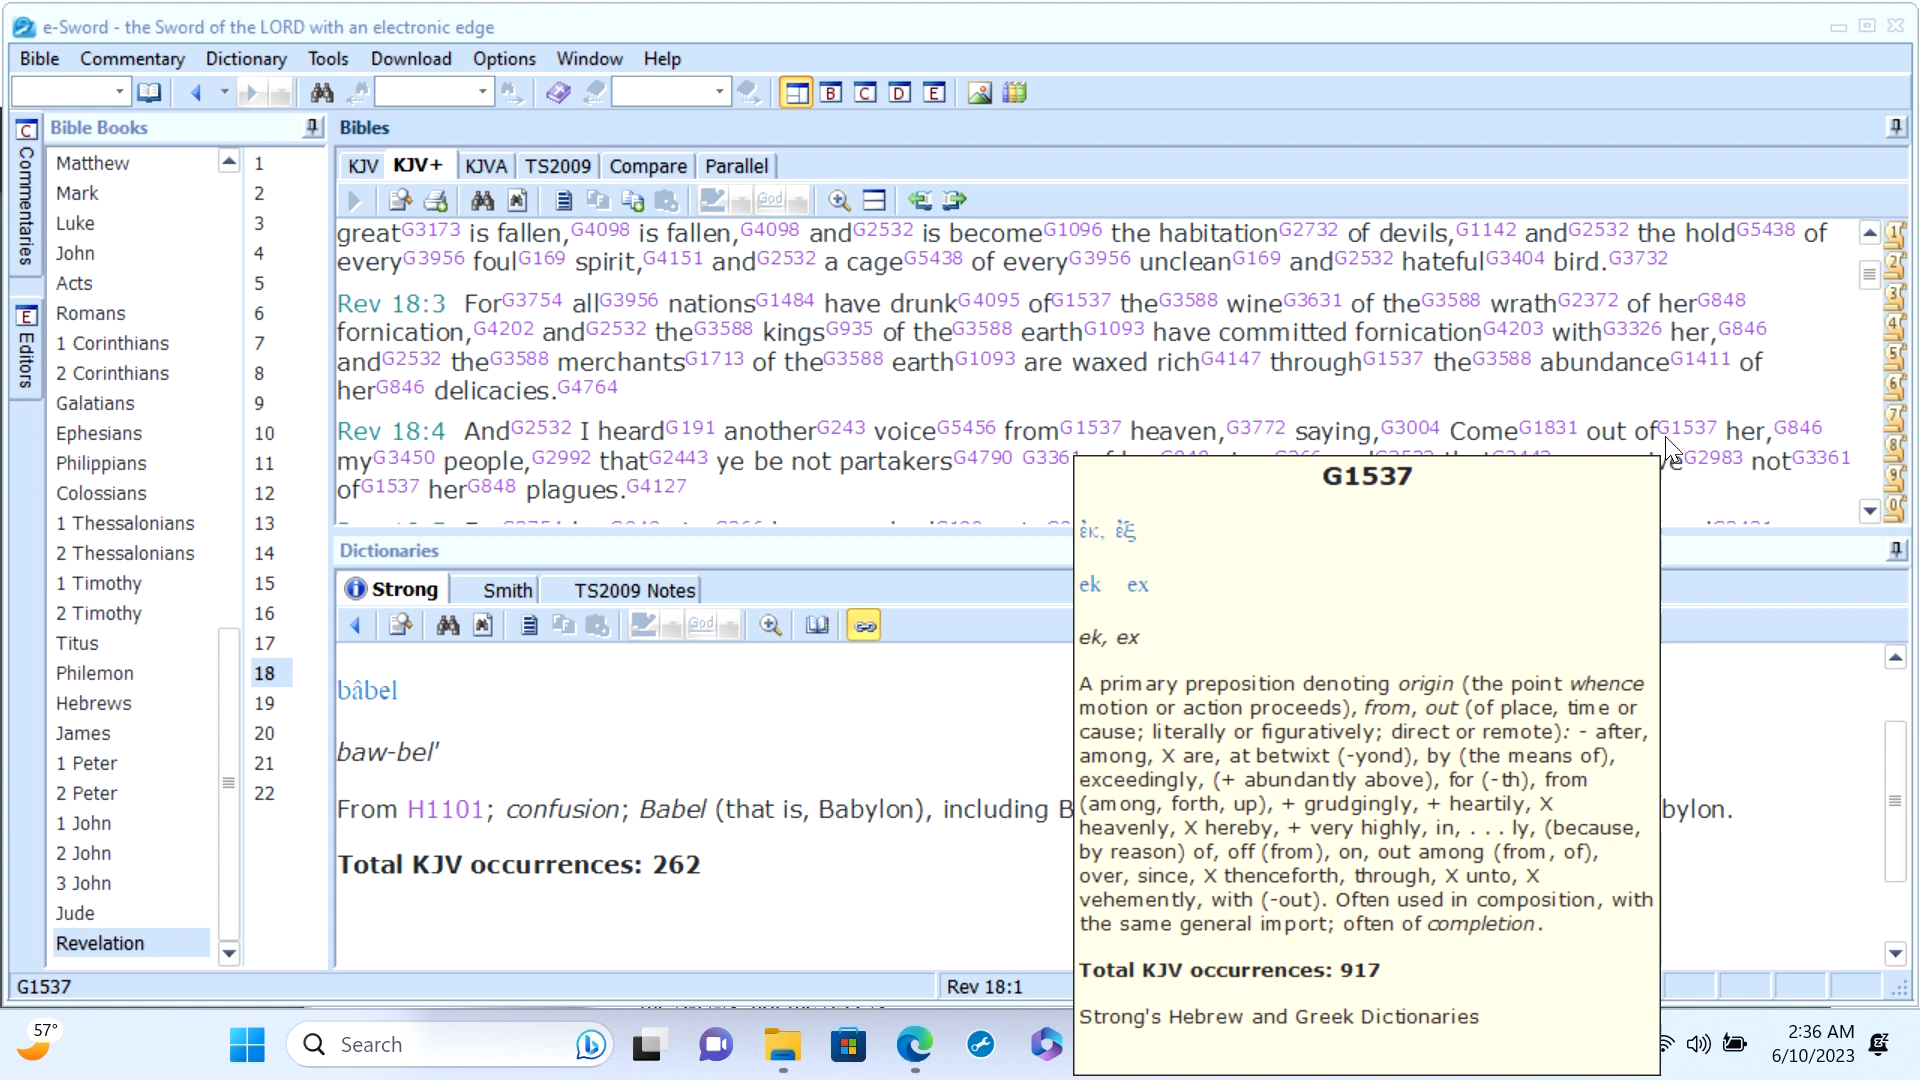 e-Sword - the Sword of the LORD with an electronic edge
Bible Commentary Dictionary Tools Download Options Window Help
B C D E
C Commentaries
E Editors
Bible Books
Matthew
Mark
Luke
John
Acts
Romans
1 Corinthians
2 Corinthians
Galatians
Ephesians
Philippians
Colossians
1 Thessalonians
2 Thessalonians
1 Timothy
2 Timothy
Titus
Philemon
Hebrews
James
1 Peter
2 Peter
1 John
2 John
3 John
Jude
Revelation
1
2
3
4
5
6
7
8
9
10
11
12
13
14
15
16
17
18
19
20
21
22
Bibles
KJV KJV+ KJVA TS2009 Compare Parallel
God
greatG3173 is fallen,G4098 is fallen,G4098 andG2532 is becomeG1096 the habitationG2732 of devils,G1142 andG2532 the holdG5438 of
everyG3956 foulG169 spirit,G4151 andG2532 a cageG5438 of everyG3956 uncleanG169 andG2532 hatefulG3404 bird.G3732
Rev 18:3 ForG3754 allG3956 nationsG1484 have drunkG4095 ofG1537 theG3588 wineG3631 of theG3588 wrathG2372 of herG848
fornication,G4202 andG2532 theG3588 kingsG935 of theG3588 earthG1093 have committed fornicationG4203 withG3326 her,G846
andG2532 theG3588 merchantsG1713 of theG3588 earthG1093 are waxed richG4147 throughG1537 theG3588 abundanceG1411 of
herG846 delicacies.G4764
Rev 18:4 AndG2532 I heardG191 anotherG243 voiceG5456 fromG1537 heaven,G3772 saying,G3004 ComeG1831 out ofG1537 her,G846
myG3450 people,G2992 thatG2443 ye be not partakersG4790 G3361 G2983 notG3361
ofG1537 herG848 plagues.G4127
1
2
3
4
5
6
7
8
9
0
Dictionaries
Strong Smith TS2009 Notes
God
bâbel
baw-bel'
From H1101; confusion; Babel (that is, Babylon), including B bylon.
Total KJV occurrences: 262
G1537
ἐκ, ἐξ
ek ex
ek, ex
A primary preposition denoting origin (the point whence
motion or action proceeds), from, out (of place, time or
cause; literally or figuratively; direct or remote): - after,
among, X are, at betwixt (-yond), by (the means of),
exceedingly, (+ abundantly above), for (-th), from
(among, forth, up), + grudgingly, + heartily, X
heavenly, X hereby, + very highly, in, . . . ly, (because,
by reason) of, off (from), on, out among (from, of),
over, since, X thenceforth, through, X unto, X
vehemently, with (-out). Often used in composition, with
the same general import; often of completion.
Total KJV occurrences: 917
Strong's Hebrew and Greek Dictionaries
G1537 Rev 18:1
57°
Search
2:36 AM
6/10/2023